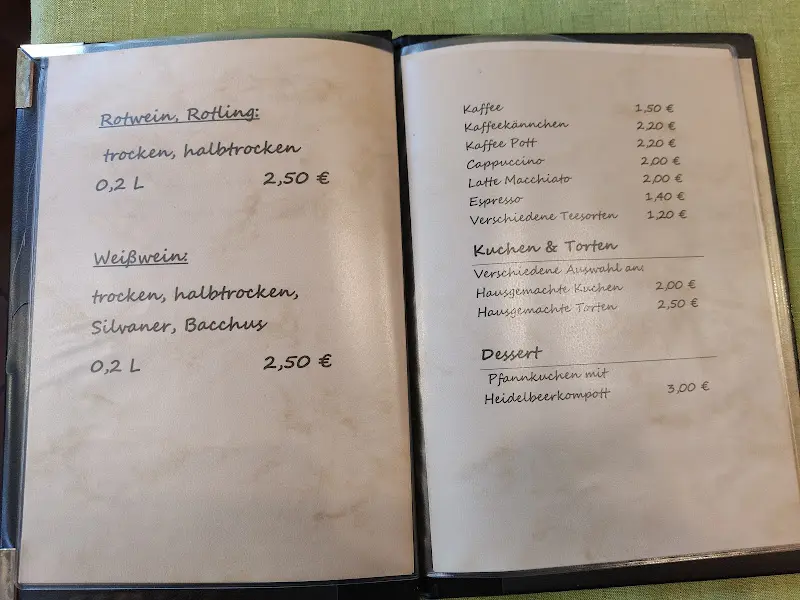 Rotwein, Rotling:
trocken, halbtrocken
0,2 L 2,50 €
Weißwein:
trocken, halbtrocken,
Silvaner, Bacchus
0,2 L 2,50 €
Kaffee 1,50 €
Kaffeekännchen 2,20 €
Kaffee Pott 2,20 €
Cappuccino 2,00 €
Latte Macchiato 2,00 €
Espresso 1,40 €
Verschiedene Teesorten 1,20 €
Kuchen & Torten
Verschiedene Auswahl an:
Hausgemachte Kuchen 2,00 €
Hausgemachte Torten 2,50 €
Dessert
Pfannkuchen mit
Heidelbeerkompott 3,00 €